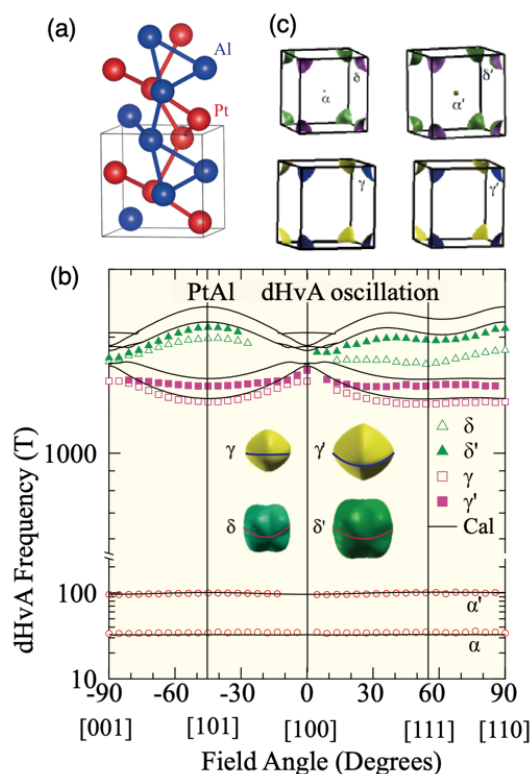 (a)
Al
Pt
(c)
δ
α
δ'
α'
γ
γ'
(b)
PtAl dHvA oscillation
dHvA Frequency (T)
1000
100
10
γ
γ'
δ
δ'
δ
δ'
γ
γ'
Cal
α'
α
-90 -60 -30 0 30 60 90
[001] [101] [100] [111] [110]
Field Angle (Degrees)